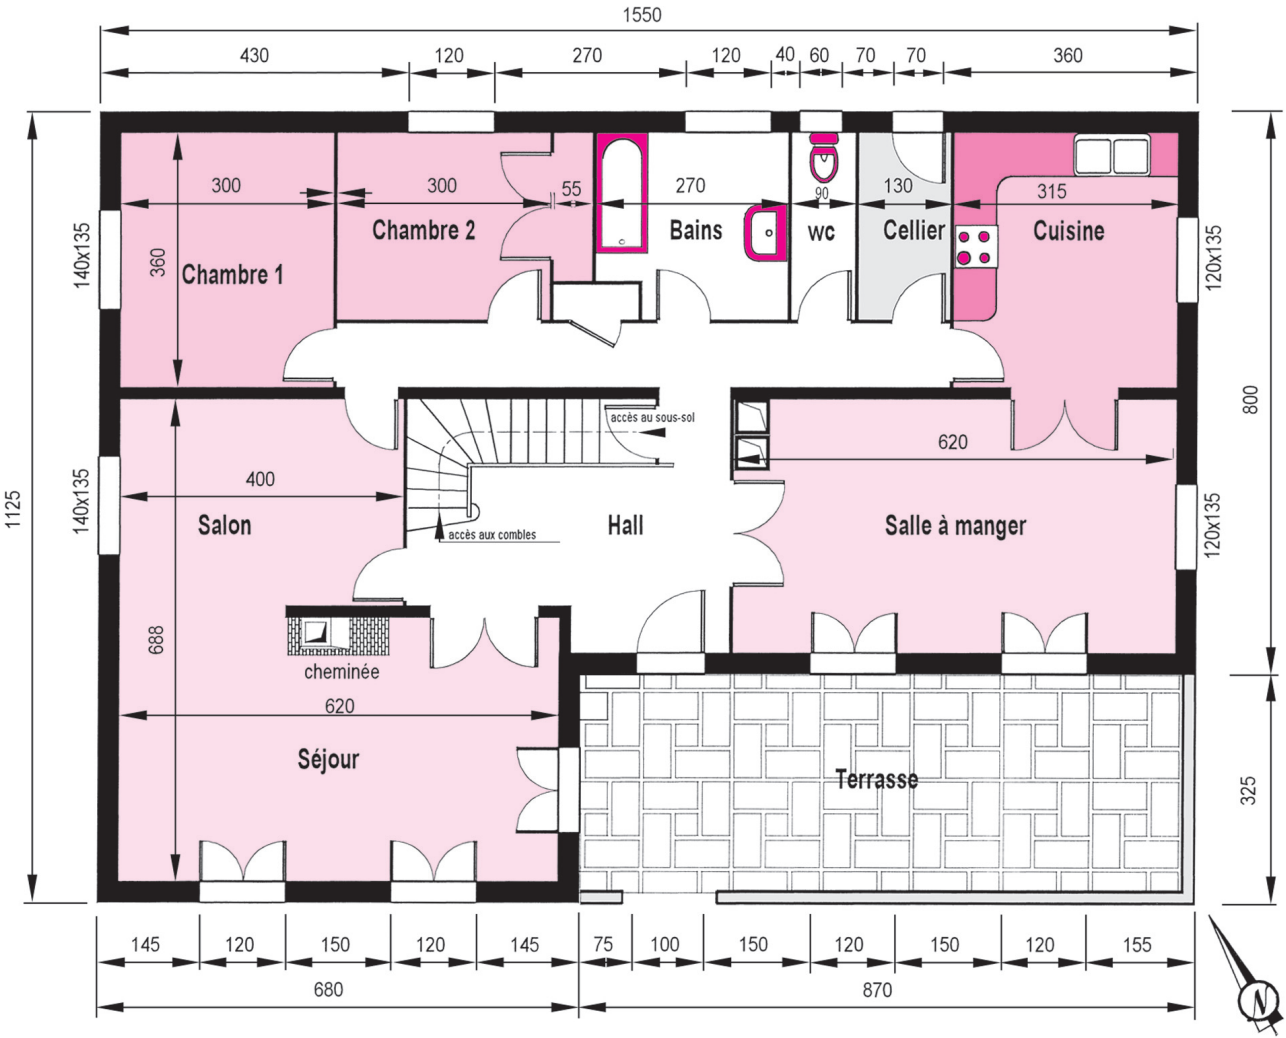 1550
430 120 270 120 40 60 70 70 360
300 300 55 270 90 130 315
140x135 360 Chambre 1 Chambre 2 Bains wc Cellier Cuisine 120x135
1125 800
accès au sous-sol
620
140x135 400
Salon Hall Salle à manger 120x135
accès aux combles
688
cheminée
620
Séjour Terrasse
325
145 120 150 120 145 75 100 150 120 150 120 155
680 870
N